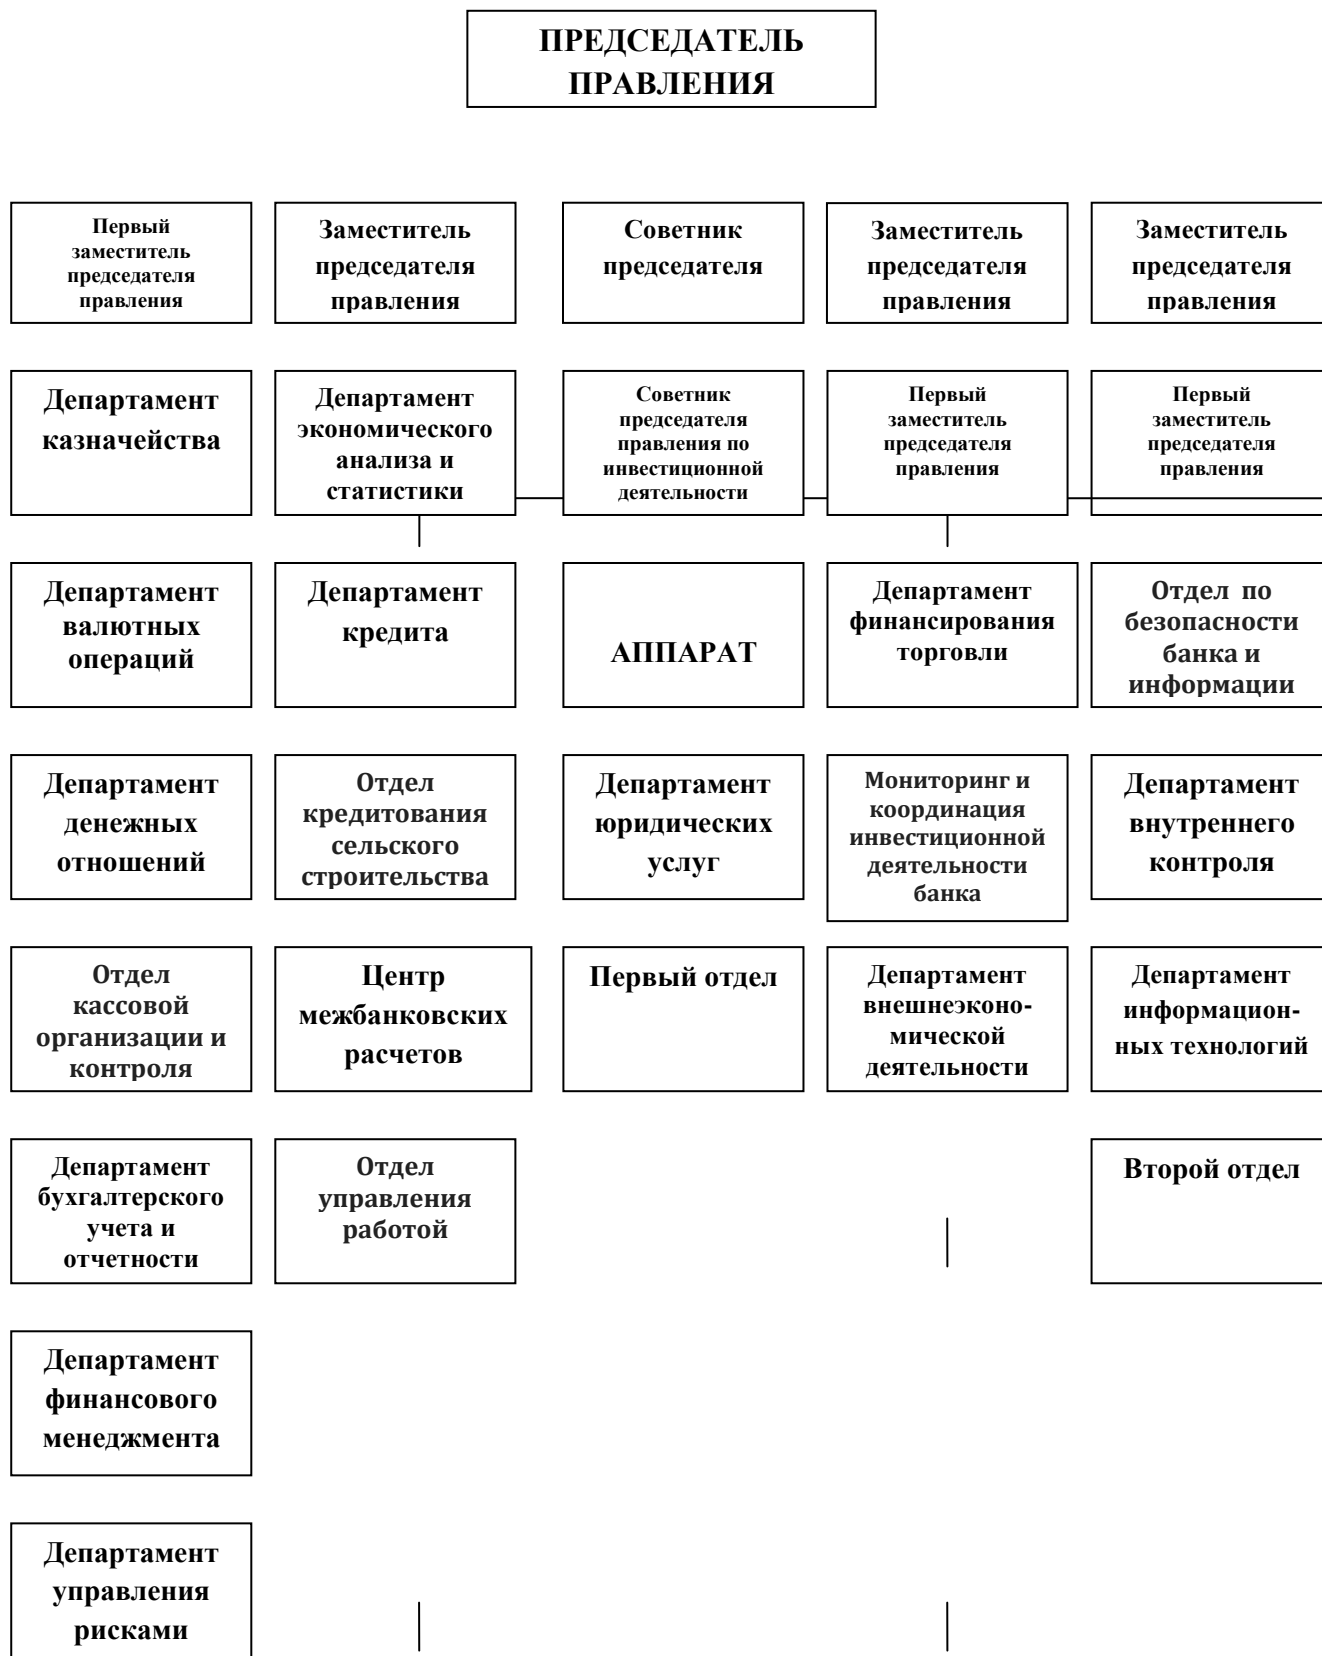 ПРЕДСЕДАТЕЛЬ
ПРАВЛЕНИЯ
Первый
заместитель
председателя
правления
Заместитель
председателя
правления
Советник
председателя
Заместитель
председателя
правления
Заместитель
председателя
правления
Департамент
казначейства
Департамент
экономического
анализа и
статистики
Советник
председателя
правления по
инвестиционной
деятельности
Первый
заместитель
председателя
правления
Первый
заместитель
председателя
правления
Департамент
валютных
операций
Департамент
кредита
АППАРАТ
Департамент
финансирования
торговли
Отдел по
безопасности
банка и
информации
Департамент
денежных
отношений
Отдел
кредитования
сельского
строительства
Департамент
юридических
услуг
Мониторинг и
координация
инвестиционной
деятельности
банка
Департамент
внутреннего
контроля
Отдел
кассовой
организации и
контроля
Центр
межбанковских
расчетов
Первый отдел
Департамент
внешнеэконо-
мической
деятельности
Департамент
информацион-
ных технологий
Департамент
бухгалтерского
учета и
отчетности
Отдел
управления
работой
Второй отдел
Департамент
финансового
менеджмента
Департамент
управления
рисками